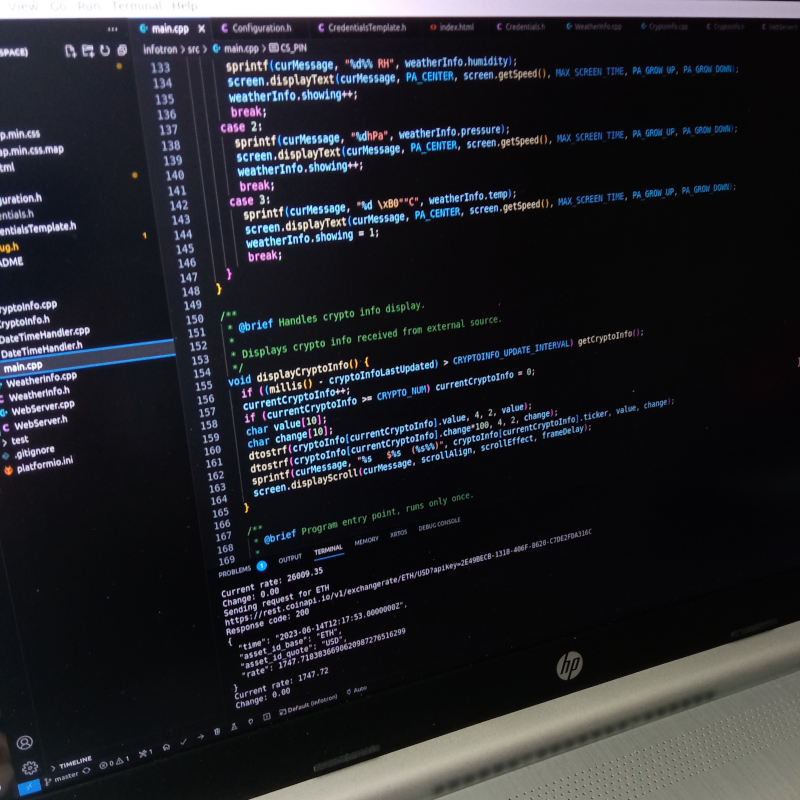 View Go Run Terminal Help
SPACE)
main.cpp
Configuration.h
CredentialsTemplate.h
index.html
Credentials.h
WeatherInfo.cpp
infotron > src > main.cpp > CS_PIN
133 sprintf(curMessage, "%d%% RH", weatherInfo.humidity);
134 screen.displayText(curMessage, PA_CENTER, screen.getSpeed(), MAX_SCREEN_TIME, PA_GROW_UP, PA_GROW_DOWN);
135 weatherInfo.showing++;
136 break;
137 case 2:
138 sprintf(curMessage, "%dhPa", weatherInfo.pressure);
139 screen.displayText(curMessage, PA_CENTER, screen.getSpeed(), MAX_SCREEN_TIME, PA_GROW_UP, PA_GROW_DOWN);
140 weatherInfo.showing++;
141 break;
142 case 3:
143 sprintf(curMessage, "%d \xB0""C", weatherInfo.temp);
144 screen.displayText(curMessage, PA_CENTER, screen.getSpeed(), MAX_SCREEN_TIME, PA_GROW_UP, PA_GROW_DOWN);
145 weatherInfo.showing = 1;
146 break;
147 }
148 }
149
150 /**
151 * @brief Handles crypto info display.
152 *
153 * Displays crypto info received from external source.
154 */
155 void displayCryptoInfo() {
156 if ((millis() - cryptoInfoLastUpdated) > CRYPTOINFO_UPDATE_INTERVAL) getCryptoInfo();
157 currentCryptoInfo++;
158 if (currentCryptoInfo >= CRYPTO_NUM) currentCryptoInfo = 0;
159 char value[10];
160 char change[10];
161 dtostrf(cryptoInfo[currentCryptoInfo].value, 4, 2, value);
162 dtostrf(cryptoInfo[currentCryptoInfo].change*100, 4, 2, change);
163 sprintf(curMessage, "%s $%s (%s%%)", cryptoInfo[currentCryptoInfo].ticker, value, change);
164 screen.displayScroll(curMessage, scrollAlign, scrollEffect, frameDelay);
165 }
166
167 /**
168 * @brief Program entry point, runs only once.
169 *
p.min.css
ap.min.css.map
tml
guration.h
entials.h
entialsTemplate.h
ug.h 1
ADME
ryptoInfo.cpp
CryptoInfo.h
DateTimeHandler.cpp
DateTimeHandler.h
main.cpp
WeatherInfo.cpp
WeatherInfo.h
WebServer.cpp
WebServer.h
test
.gitignore
platformio.ini
PROBLEMS 1 OUTPUT TERMINAL MEMORY XRTOS DEBUG CONSOLE
Current rate: 26009.35
Change: 0.00
Sending request for ETH
https://rest.coinapi.io/v1/exchangerate/ETH/USD?apikey=
Response code: 200
{
"time": "2023-06-14T12:17:53.0000000Z",
"asset_id_base": "ETH",
"asset_id_quote": "USD",
"rate":
}
Current rate: 1747.72
Change: 0.00
TIMELINE
master 0 1 1 Default (infotron) Auto
hp